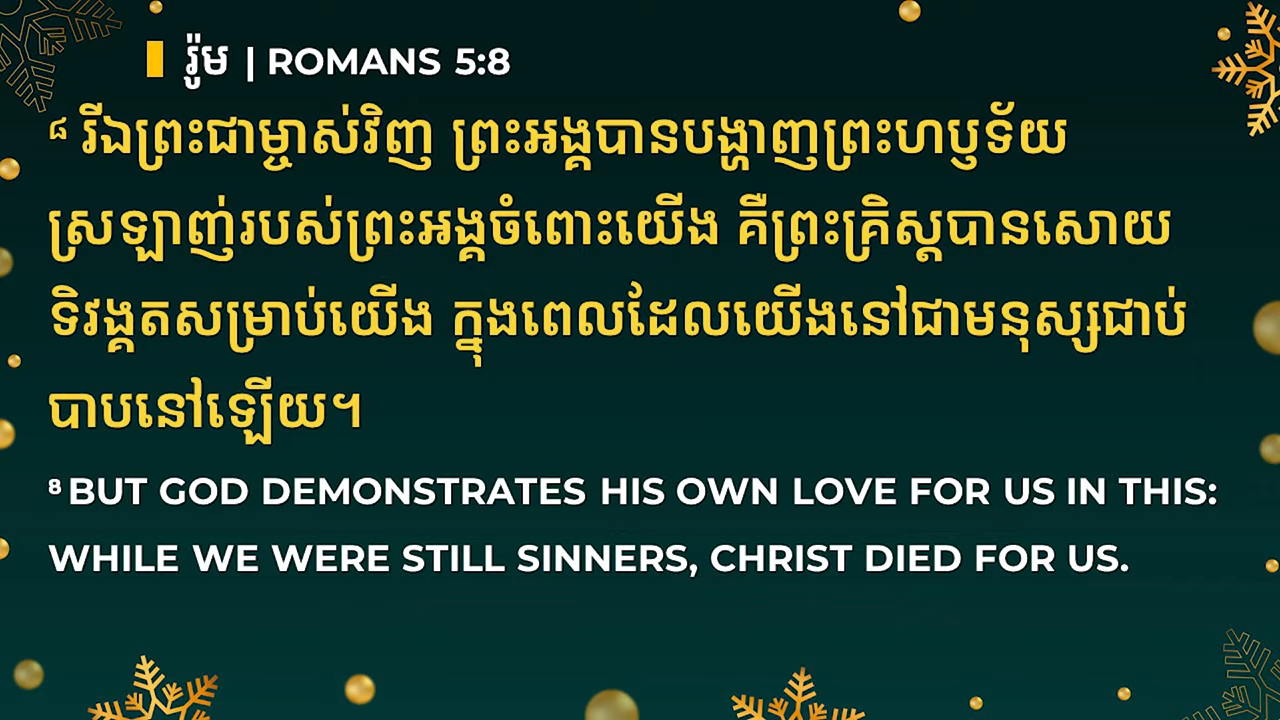 រ៉ូម | ROMANS 5:8
៨ រីឯព្រះជាម្ចាស់វិញ ព្រះអង្គបានបង្ហាញព្រះហឫទ័យ
ស្រឡាញ់របស់ព្រះអង្គចំពោះយើង គឺព្រះគ្រិស្តបានសោយ
ទិវង្គតសម្រាប់យើង ក្នុងពេលដែលយើងនៅជាមនុស្សជាប់
បាបនៅឡើយ។
⁸ BUT GOD DEMONSTRATES HIS OWN LOVE FOR US IN THIS:
WHILE WE WERE STILL SINNERS, CHRIST DIED FOR US.